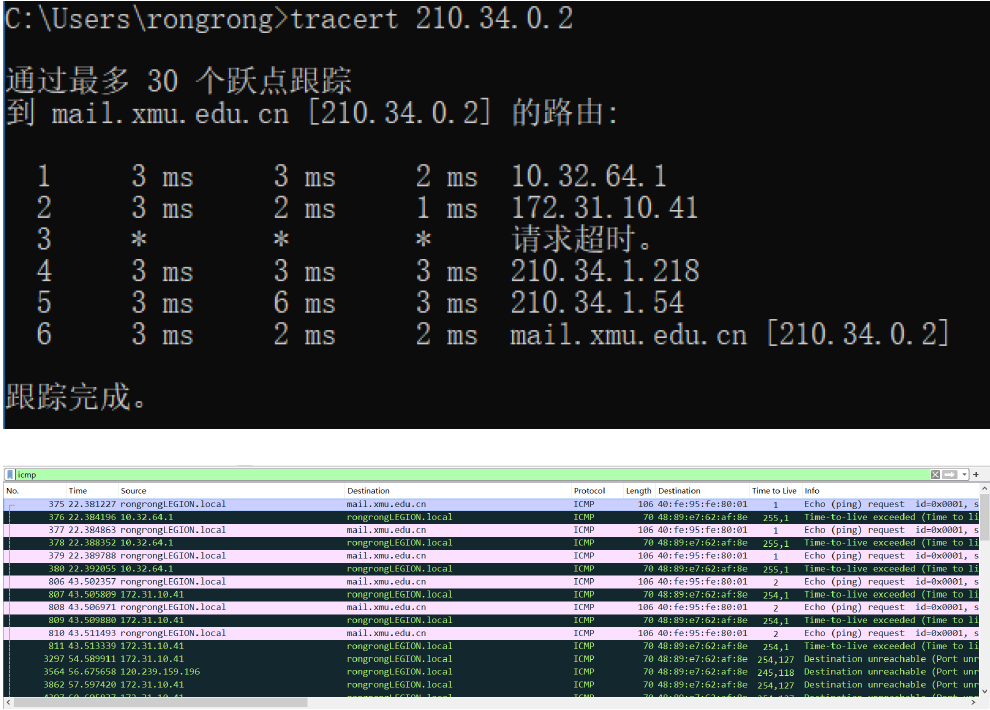 C:\Users\rongrong>tracert 210.34.0.2
通过最多 30 个跃点跟踪
到 mail.xmu.edu.cn [210.34.0.2] 的路由:
1 3 ms 3 ms 2 ms 10.32.64.1
2 3 ms 2 ms 1 ms 172.31.10.41
3 * * * 请求超时。
4 3 ms 3 ms 3 ms 210.34.1.218
5 3 ms 6 ms 3 ms 210.34.1.54
6 3 ms 2 ms 2 ms mail.xmu.edu.cn [210.34.0.2]
跟踪完成。
icmp
No. Time Source Destination Protocol Length Destination Time to Live Info
375 22.381227 rongrongLEGION.local mail.xmu.edu.cn ICMP 106 40:fe:95:fe:80:01 1 Echo (ping) request id=0x0001, s
376 22.384196 10.32.64.1 rongrongLEGION.local ICMP 70 48:89:e7:62:af:8e 255,1 Time-to-live exceeded (Time to li
377 22.384863 rongrongLEGION.local mail.xmu.edu.cn ICMP 106 40:fe:95:fe:80:01 1 Echo (ping) request id=0x0001, s
378 22.388352 10.32.64.1 rongrongLEGION.local ICMP 70 48:89:e7:62:af:8e 255,1 Time-to-live exceeded (Time to li
379 22.389788 rongrongLEGION.local mail.xmu.edu.cn ICMP 106 40:fe:95:fe:80:01 1 Echo (ping) request id=0x0001, s
380 22.392055 10.32.64.1 rongrongLEGION.local ICMP 70 48:89:e7:62:af:8e 255,1 Time-to-live exceeded (Time to li
806 43.502357 rongrongLEGION.local mail.xmu.edu.cn ICMP 106 40:fe:95:fe:80:01 2 Echo (ping) request id=0x0001, s
807 43.505809 172.31.10.41 rongrongLEGION.local ICMP 70 48:89:e7:62:af:8e 254,1 Time-to-live exceeded (Time to li
808 43.506971 rongrongLEGION.local mail.xmu.edu.cn ICMP 106 40:fe:95:fe:80:01 2 Echo (ping) request id=0x0001, s
809 43.509880 172.31.10.41 rongrongLEGION.local ICMP 70 48:89:e7:62:af:8e 254,1 Time-to-live exceeded (Time to li
810 43.511493 rongrongLEGION.local mail.xmu.edu.cn ICMP 106 40:fe:95:fe:80:01 2 Echo (ping) request id=0x0001, s
811 43.513339 172.31.10.41 rongrongLEGION.local ICMP 70 48:89:e7:62:af:8e 254,1 Time-to-live exceeded (Time to li
3297 54.589911 172.31.10.41 rongrongLEGION.local ICMP 70 48:89:e7:62:af:8e 254,127 Destination unreachable (Port unr
3564 56.675658 120.239.159.196 rongrongLEGION.local ICMP 70 48:89:e7:62:af:8e 245,118 Destination unreachable (Port unr
3862 57.597420 172.31.10.41 rongrongLEGION.local ICMP 70 48:89:e7:62:af:8e 254,127 Destination unreachable (Port unr